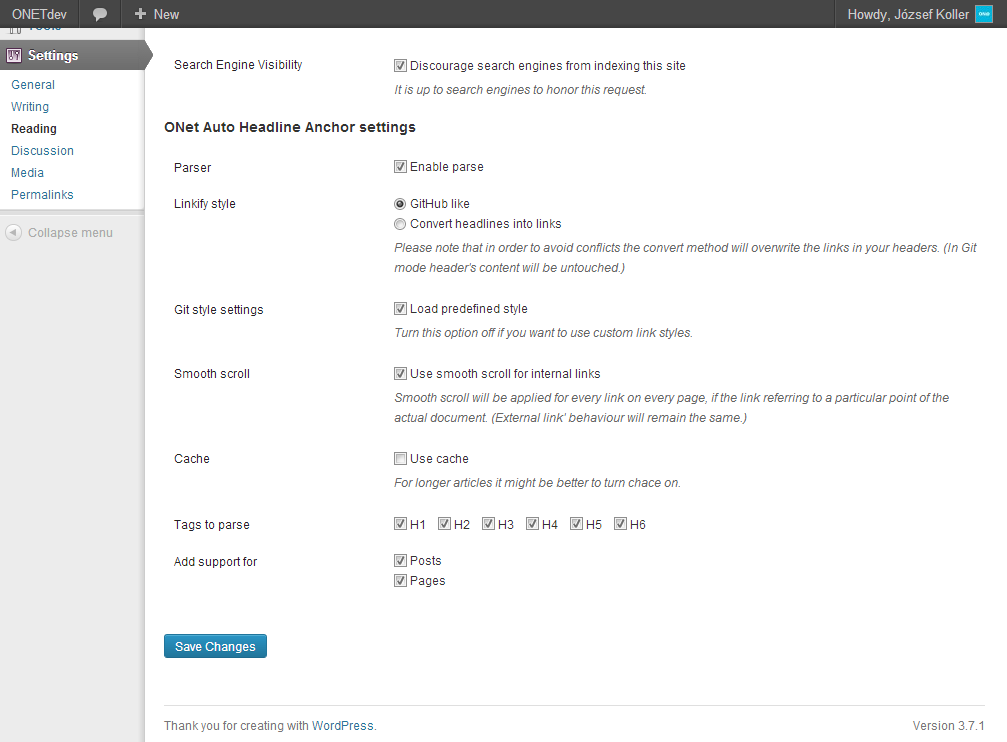 ONETdev
New
Howdy, József Koller
Tools
Settings
General
Writing
Reading
Discussion
Media
Permalinks
Collapse menu
Search Engine Visibility
Discourage search engines from indexing this site
It is up to search engines to honor this request.
ONet Auto Headline Anchor settings
Parser
Enable parse
Linkify style
GitHub like
Convert headlines into links
Please note that in order to avoid conflicts the convert method will overwrite the links in your headers. (In Git
mode header's content will be untouched.)
Git style settings
Load predefined style
Turn this option off if you want to use custom link styles.
Smooth scroll
Use smooth scroll for internal links
Smooth scroll will be applied for every link on every page, if the link referring to a particular point of the
actual document. (External link' behaviour will remain the same.)
Cache
Use cache
For longer articles it might be better to turn chace on.
Tags to parse
H1 H2 H3 H4 H5 H6
Add support for
Posts
Pages
Save Changes
Thank you for creating with WordPress.
Version 3.7.1